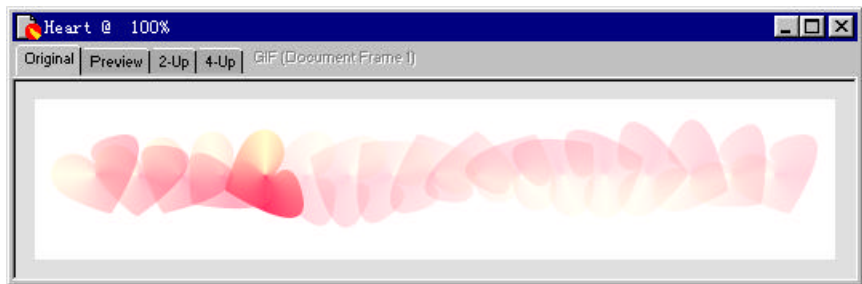 Heart @ 100%
Original Preview 2-Up 4-Up GIF (Document Frame 1)